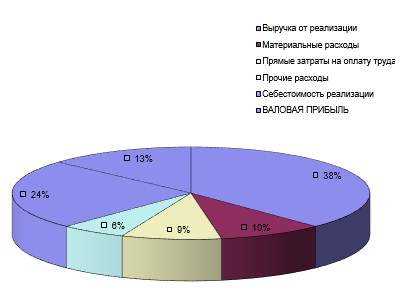 Выручка от реализации
Материальные расходы
Прямые затраты на оплату труда
Прочие расходы
Себестоимость реализации
ВАЛОВАЯ ПРИБЫЛЬ
13%
38%
24%
6%
9%
10%